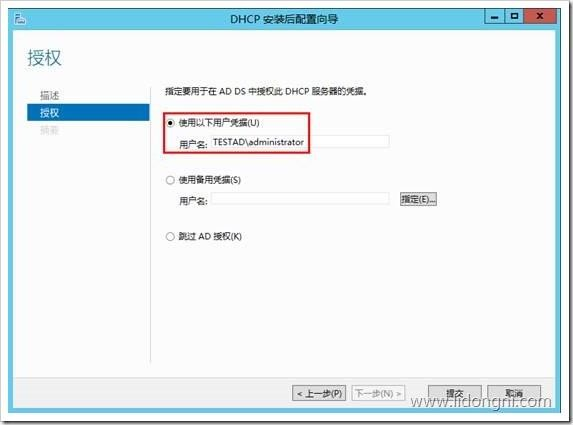 DHCP 安装后配置向导
授权
描述
授权
摘要
指定要用于在 AD DS 中授权此 DHCP 服务器的凭据。
使用以下用户凭据(U)
用户名: TESTAD\administrator
使用备用凭据(S)
用户名:
指定(E)...
跳过 AD 授权(K)
< 上一步(P) 下一步(N) > 提交 取消
www.lidongni.com